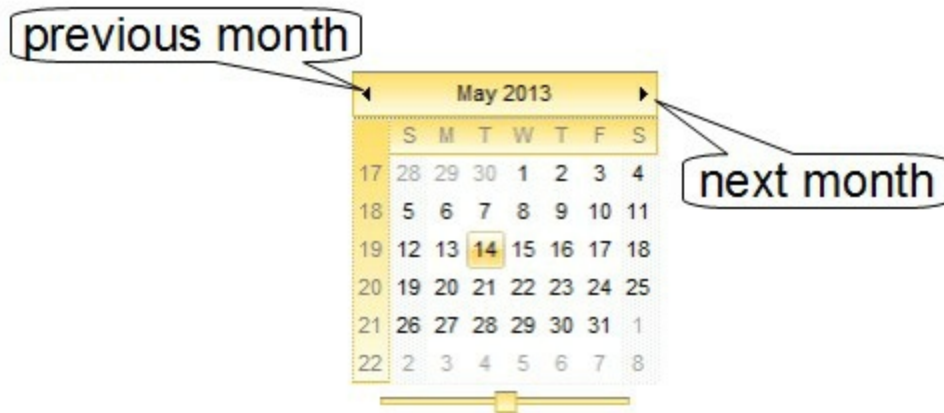 previous month
May 2013
S M T W T F S
17 28 29 30 1 2 3 4
next month
18 5 6 7 8 9 10 11
19 12 13 14 15 16 17 18
20 19 20 21 22 23 24 25
21 26 27 28 29 30 31 1
22 2 3 4 5 6 7 8